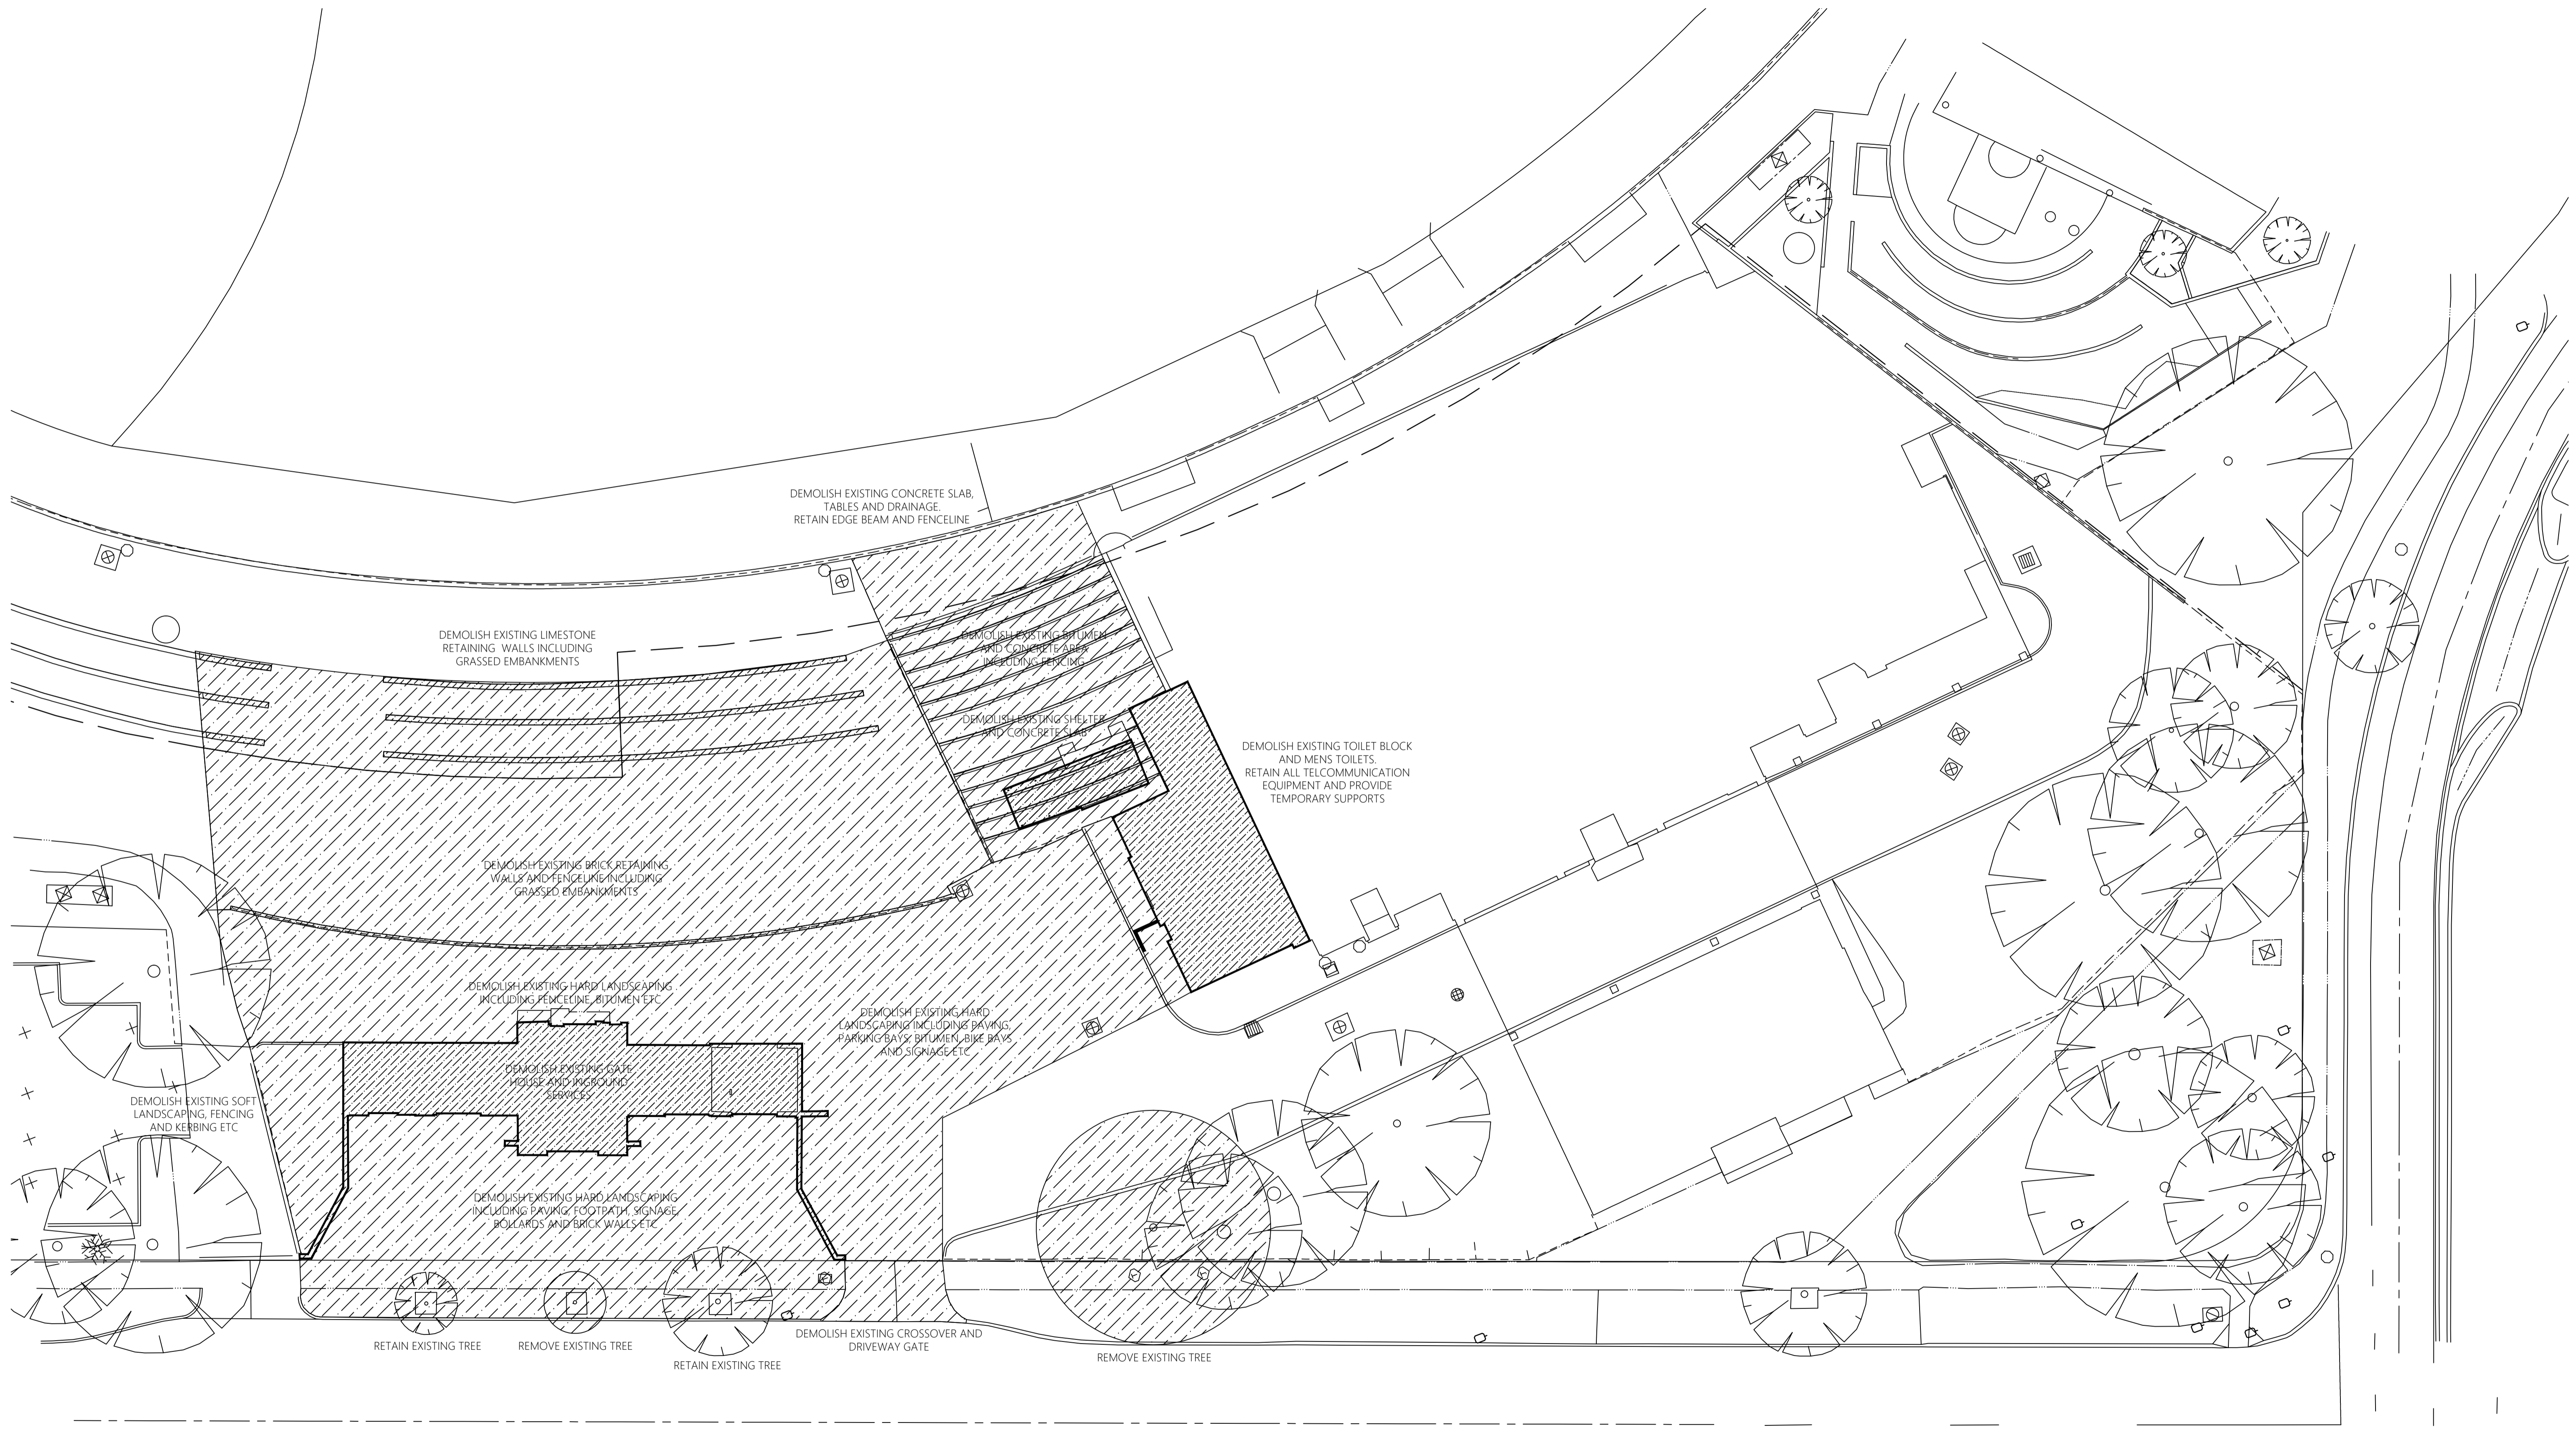 DEMOLISH EXISTING CONCRETE SLAB,
TABLES AND DRAINAGE.
RETAIN EDGE BEAM AND FENCELINE
DEMOLISH EXISTING LIMESTONE
RETAINING WALLS INCLUDING
GRASSED EMBANKMENTS
DEMOLISH EXISTING BITUMEN
AND CONCRETE AREA
INCLUDING FENCING
DEMOLISH EXISTING SHELTER
AND CONCRETE SLAB
DEMOLISH EXISTING TOILET BLOCK
AND MENS TOILETS.
RETAIN ALL TELCOMMUNICATION
EQUIPMENT AND PROVIDE
TEMPORARY SUPPORTS
DEMOLISH EXISTING BRICK RETAINING
WALLS AND FENCELINE INCLUDING
GRASSED EMBANKMENTS
DEMOLISH EXISTING HARD LANDSCAPING
INCLUDING FENCELINE, BITUMEN ETC
DEMOLISH EXISTING HARD
LANDSCAPING INCLUDING PAVING,
PARKING BAYS, BITUMEN, BIKE BAYS
AND SIGNAGE ETC
DEMOLISH EXISTING GATE
HOUSE AND INGROUND
SERVICES
DEMOLISH EXISTING SOFT
LANDSCAPING, FENCING
AND KERBING ETC
DEMOLISH EXISTING HARD LANDSCAPING
INCLUDING PAVING, FOOTPATH, SIGNAGE,
BOLLARDS AND BRICK WALLS ETC
DEMOLISH EXISTING CROSSOVER AND
DRIVEWAY GATE
RETAIN EXISTING TREE
REMOVE EXISTING TREE
RETAIN EXISTING TREE
REMOVE EXISTING TREE